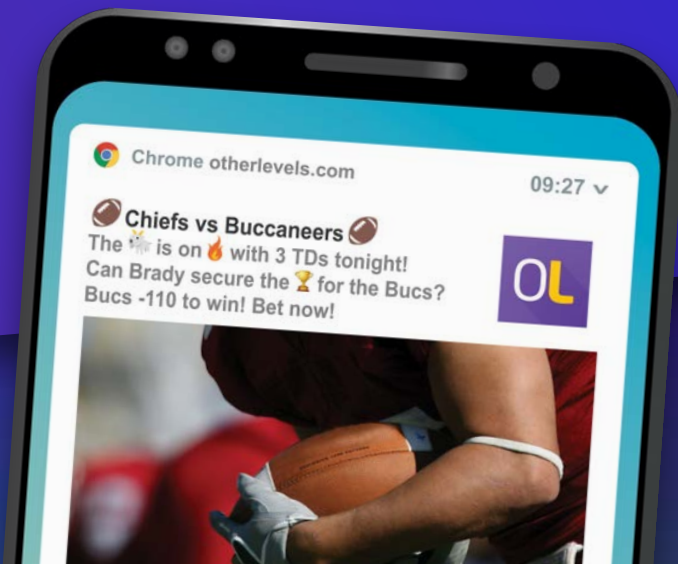 Chrome otherlevels.com
09:27
🏈 Chiefs vs Buccaneers 🏈
The 🐐 is on 🔥 with 3 TDs tonight!
Can Brady secure the 🏆 for the Bucs?
Bucs -110 to win! Bet now!
OL